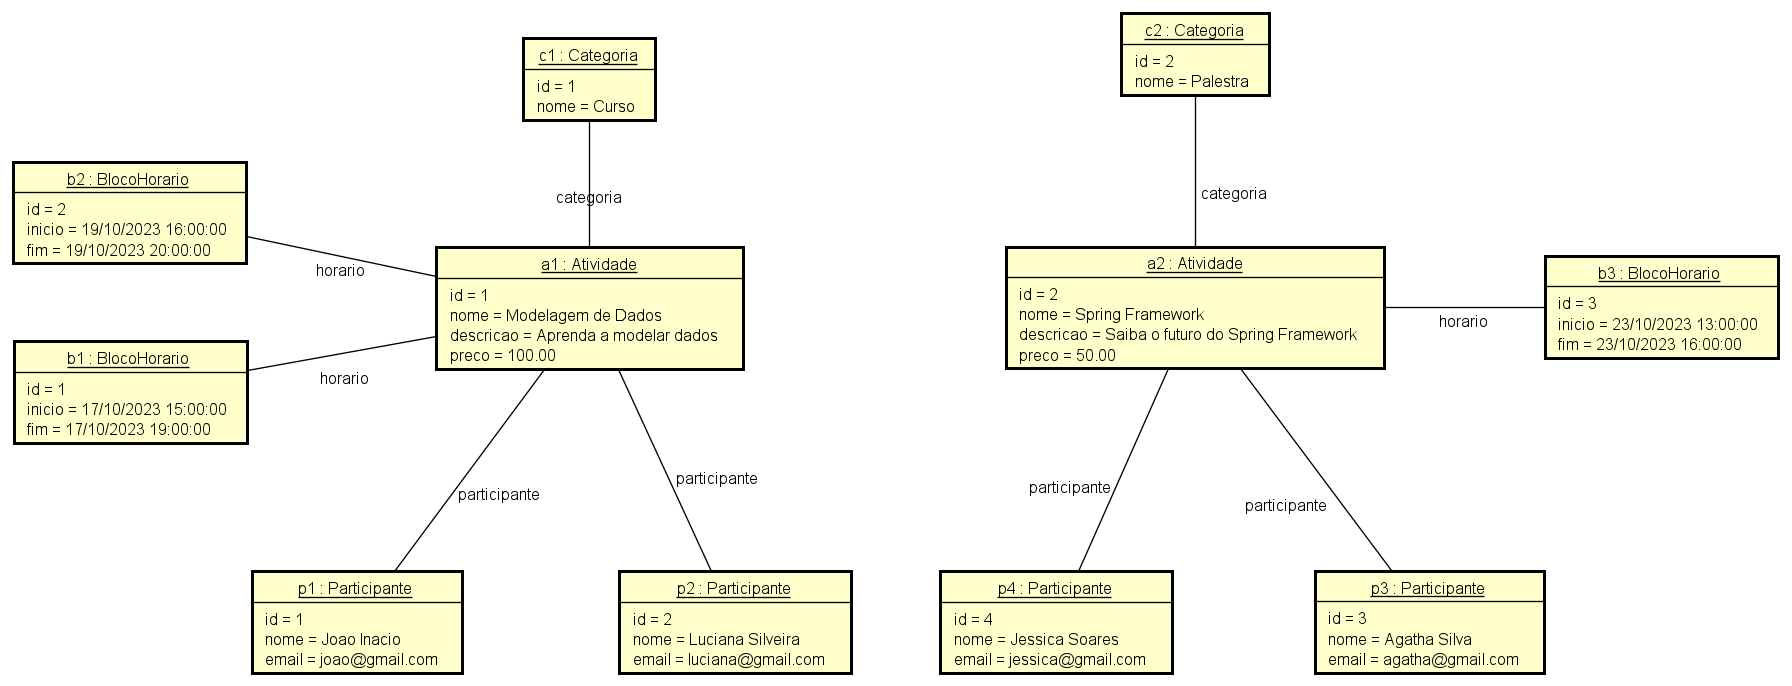 c1 : Categoria
id = 1
nome = Curso
c2 : Categoria
id = 2
nome = Palestra
categoria
categoria
b2 : BlocoHorario
id = 2
inicio = 19/10/2023 16:00:00
fim = 19/10/2023 20:00:00
horario
b1 : BlocoHorario
id = 1
inicio = 17/10/2023 15:00:00
fim = 17/10/2023 19:00:00
horario
a1 : Atividade
id = 1
nome = Modelagem de Dados
descricao = Aprenda a modelar dados
preco = 100.00
a2 : Atividade
id = 2
nome = Spring Framework
descricao = Saiba o futuro do Spring Framework
preco = 50.00
horario
b3 : BlocoHorario
id = 3
inicio = 23/10/2023 13:00:00
fim = 23/10/2023 16:00:00
participante
participante
participante
participante
p1 : Participante
id = 1
nome = Joao Inacio
email = joao@gmail.com
p2 : Participante
id = 2
nome = Luciana Silveira
email = luciana@gmail.com
p4 : Participante
id = 4
nome = Jessica Soares
email = jessica@gmail.com
p3 : Participante
id = 3
nome = Agatha Silva
email = agatha@gmail.com